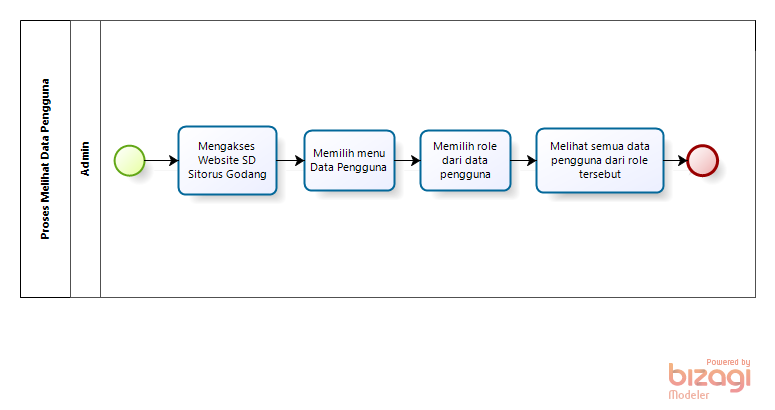 Proses Melihat Data Pengguna
Admin
Mengakses
Website SD
Sitorus Godang
Memilih menu
Data Pengguna
Memilih role
dari data
pengguna
Melihat semua data
pengguna dari role
tersebut
Powered by
bizagi
Modeler